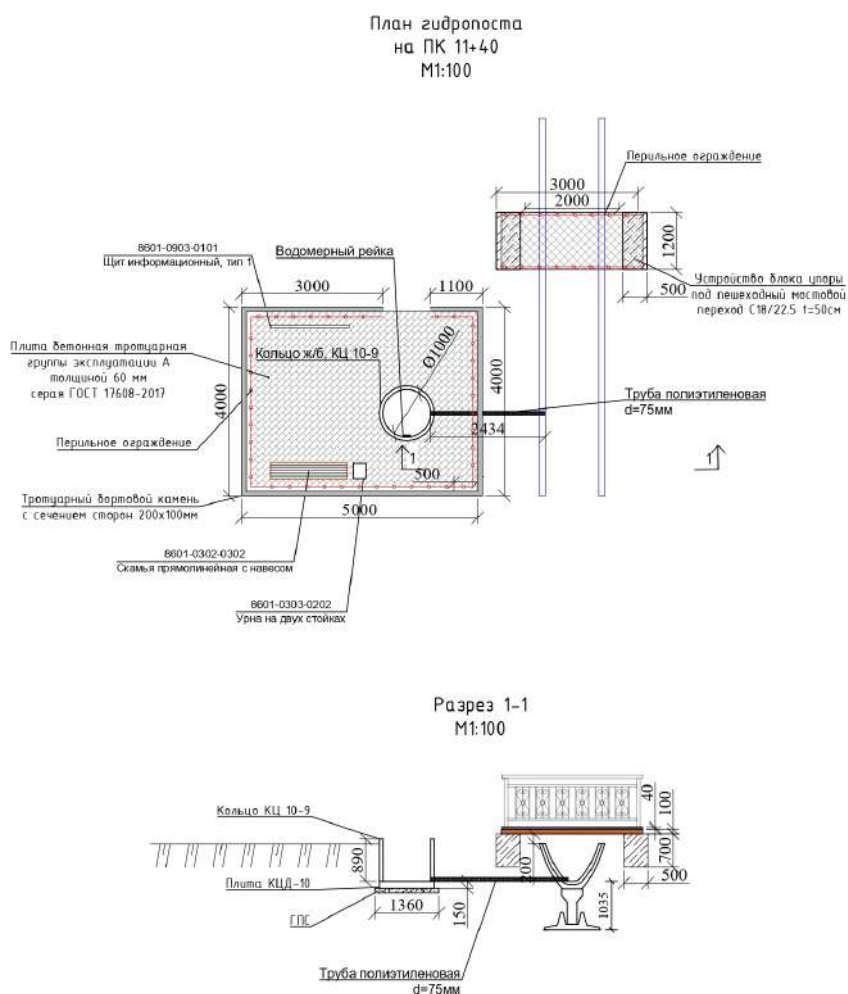 План гидропоста
на ПК 11+40
М1:100
Перильное ограждение
3000
2000
1200
500
Устройство блока упоры
под пешеходный мостовой
переход С18/22.5 t=50см
8601-0903-0101
Щит информационный, тип 1
Водомерный рейка
3000
1100
Плита бетонная тротуарная
группы эксплуатации А
толщиной 60 мм
серая ГОСТ 17608-2017
Кольцо ж/б, КЦ 10-9
Ø1000
4000
4000
Труба полиэтиленовая
d=75мм
2434
Перильное ограждение
1
1
500
Тротуарный бортовой камень
с сечением сторон 200х100мм
5000
8601-0302-0302
Скамья прямолинейная с навесом
8601-0303-0202
Урна на двух стойках
Разрез 1-1
М1:100
Кольцо КЦ 10-9
40
100
890
200
700
Плита КЦД-10
500
ГПС
1360
150
1035
Труба полиэтиленовая
d=75мм